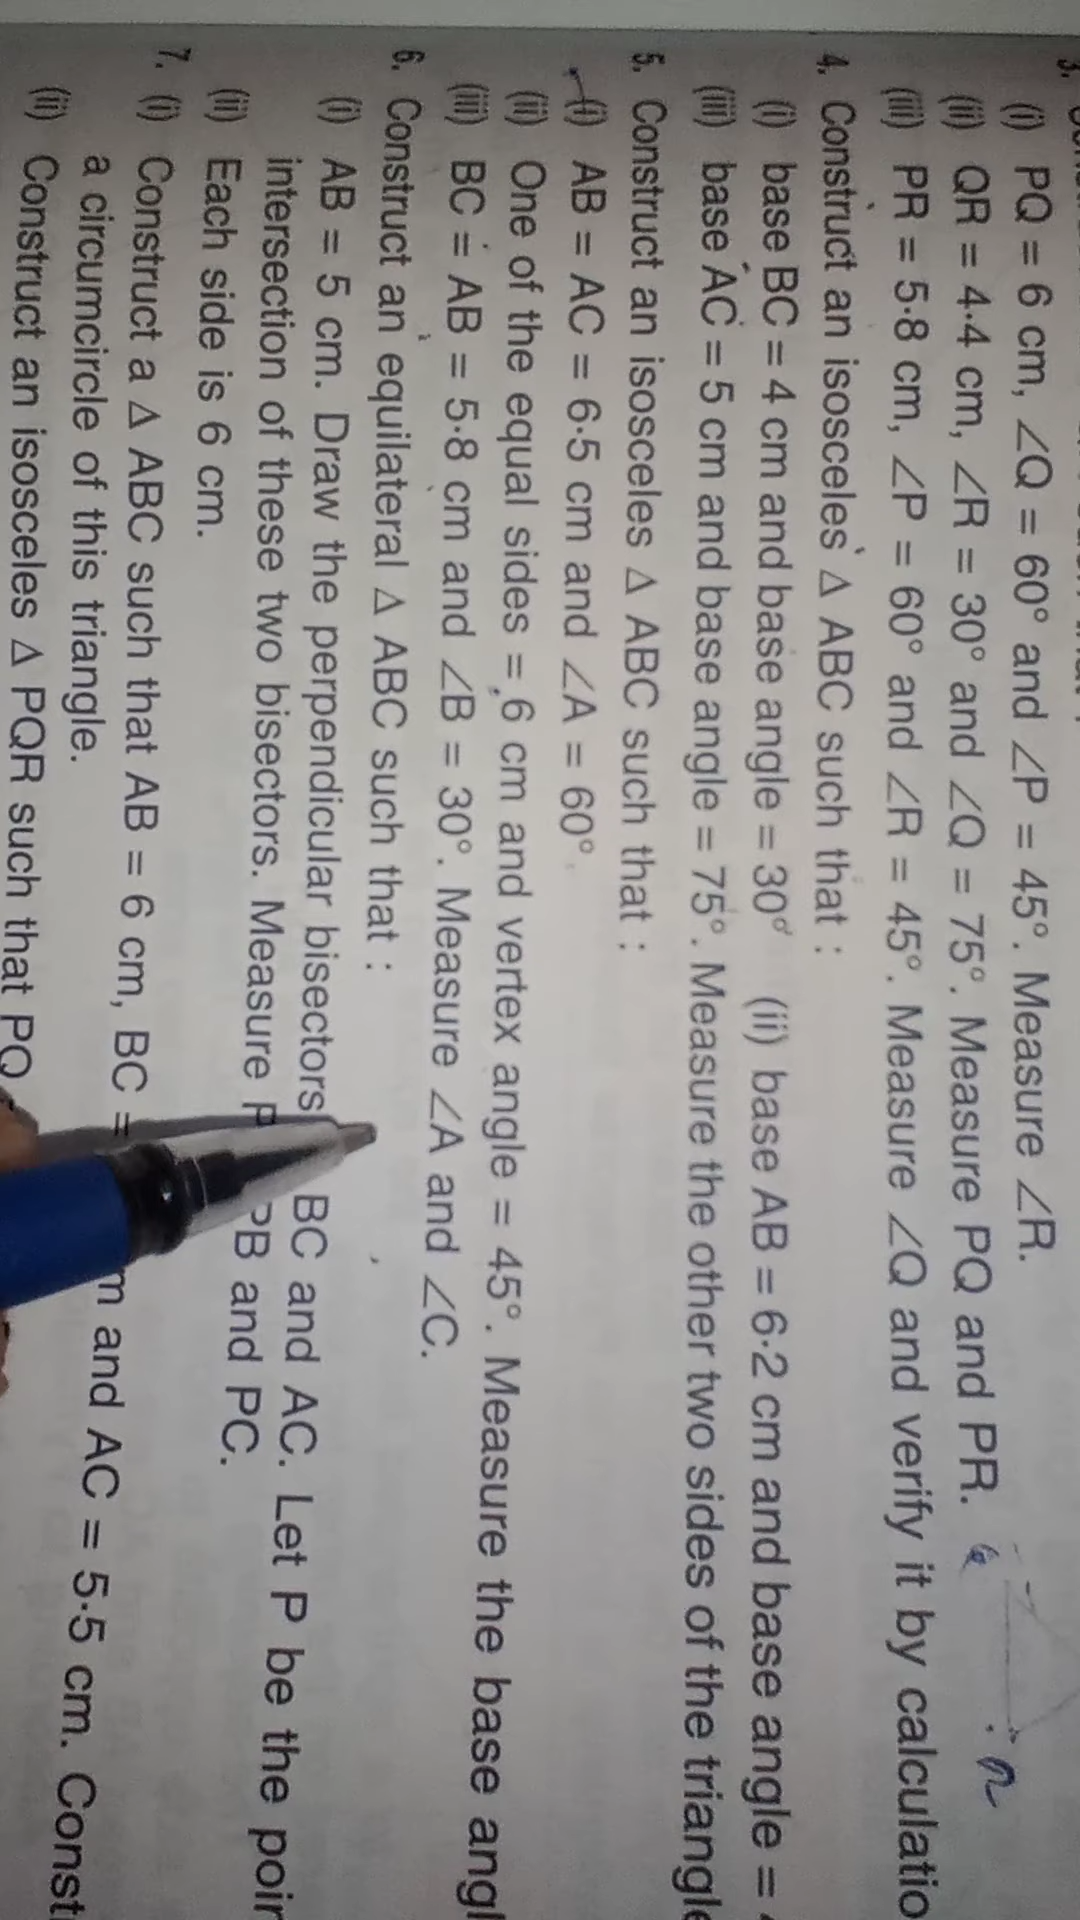 3.
(i) PQ = 6 cm, ∠Q = 60° and ∠P = 45°. Measure ∠R.
(ii) QR = 4·4 cm, ∠R = 30° and ∠Q = 75°. Measure PQ and PR.
(iii) PR = 5·8 cm, ∠P = 60° and ∠R = 45°. Measure ∠Q and verify it by
4. Construct an isosceles Δ ABC such that :
(i) base BC = 4 cm and base angle = 30° (ii) base AB = 6·2 cm and base angle =
(iii) base AC = 5 cm and base angle = 75°. Measure the other two sides of the
5. Construct an isosceles Δ ABC such that :
(i) AB = AC = 6·5 cm and ∠A = 60°.
(ii) One of the equal sides = 6 cm and vertex angle = 45°. Measure the base
(iii) BC = AB = 5·8 cm and ∠B = 30°. Measure ∠A and ∠C.
6. Construct an equilateral Δ ABC such that :
(i) AB = 5 cm. Draw the perpendicular bisectors BC and AC. Let P be the
intersection of these two bisectors. Measure PB and PC.
(ii) Each side is 6 cm.
7. (i) Construct a Δ ABC such that AB = 6 cm, BC = and AC = 5·5 cm.
a circumcircle of this triangle.
(ii) Construct an isosceles Δ PQR such that PQ